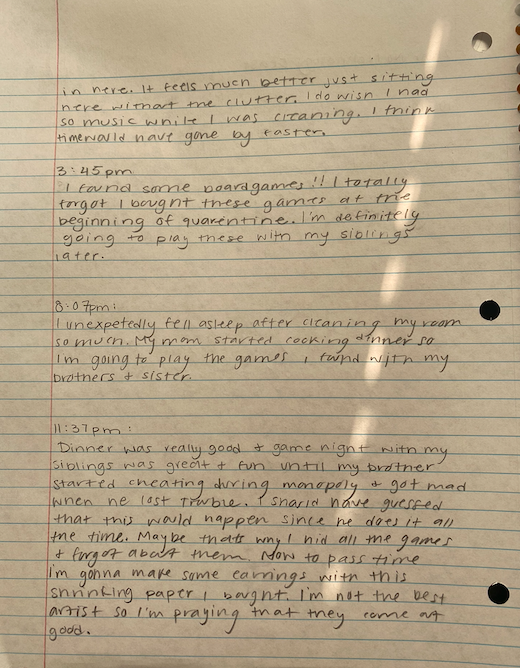 in here. It feels much better just sitting
here without the clutter. I do wish I had
so music while I was cleaning. I think
time would have gone by faster.
3:45pm
I found some boardgames!! I totally
forgot I bought these games at the
beginning of quarentine. I'm definitely
going to play these with my siblings
later.
8:07pm:
I unexpetedly fell asleep after cleaning my room
so much. My mom started cooking dinner so
I'm going to play the games I found with my
brothers + sister.
11:37pm:
Dinner was really good + game night with my
siblings was great + fun until my brother
started cheating during monopoly + got mad
when he lost Trouble. I should have guessed
that this would happen since he does it all
the time. Maybe thats why I hid all the games
+ forgot about them. Now to pass time
I'm gonna make some earrings with this
shrinking paper I bought. I'm not the best
artist so I'm praying that they come out
good.